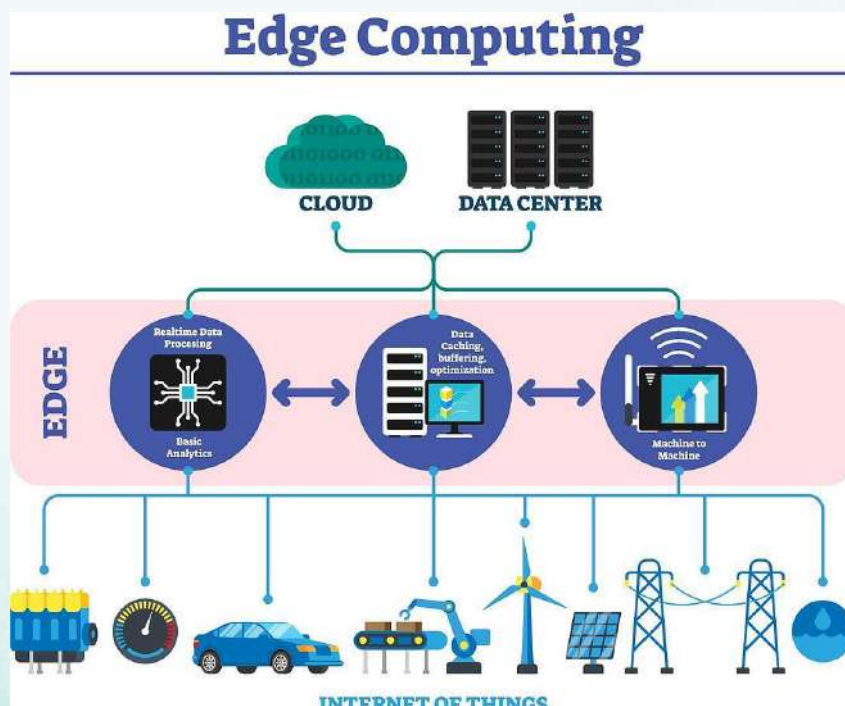 Edge Computing
CLOUD
DATA CENTER
EDGE
Realtime Data
Procesing
Basic
Analytics
Data
Caching,
buffering,
optimization
Machine to
Machine
INTERNET OF THINGS